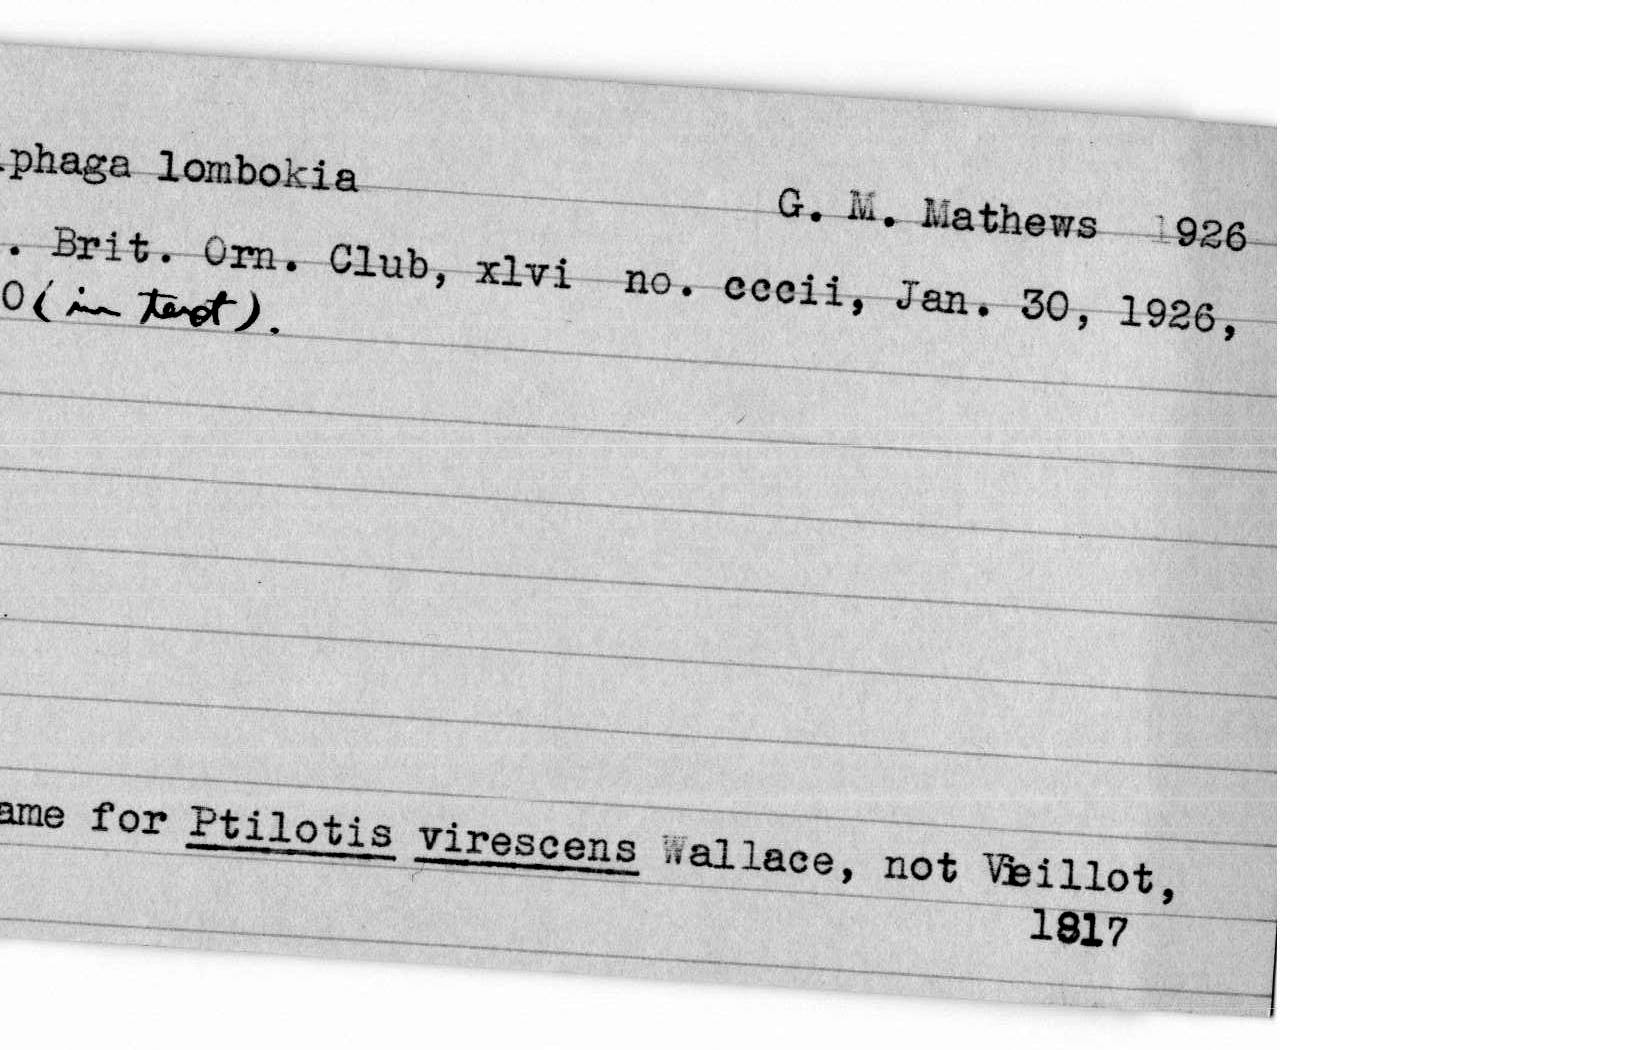 .phaga lombokia G. M. Mathews 1926
. Brit. Orn. Club, xlvi no. cccii, Jan. 30, 1926,
0 (in text).
ame for Ptilotis virescens Wallace, not Vieillot,
1817